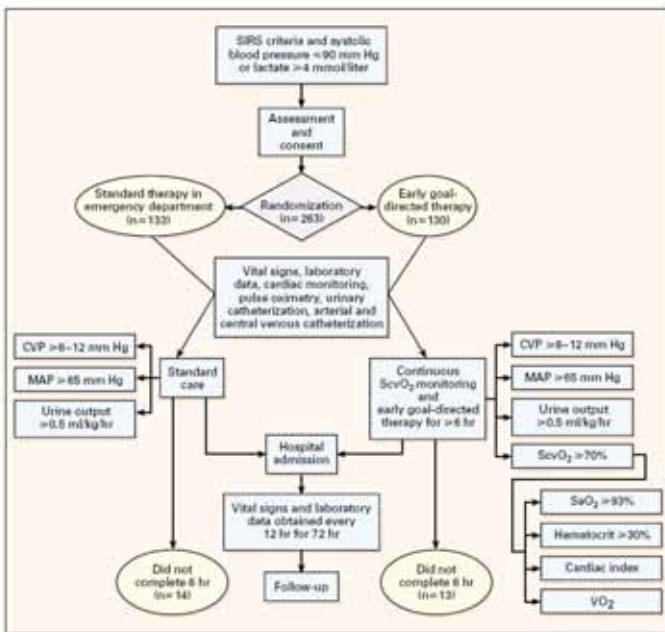 SIRS criteria and systolic
blood pressure ≤90 mm Hg
or lactate ≥4 mmol/liter
Assessment
and
consent
Standard therapy in
emergency department
(n=133)
Randomization
(n=263)
Early goal-
directed therapy
(n=130)
Vital signs, laboratory
data, cardiac monitoring,
pulse oximetry, urinary
catheterization, arterial and
central venous catheterization
CVP ≥8–12 mm Hg
MAP ≥65 mm Hg
Urine output
≥0.5 ml/kg/hr
Standard
care
Continuous
ScvO2 monitoring
and
early goal-directed
therapy for ≥6 hr
CVP ≥8–12 mm Hg
MAP ≥65 mm Hg
Urine output
≥0.5 ml/kg/hr
ScvO2 ≥70%
SaO2 ≥93%
Hematocrit ≥30%
Cardiac index
VO2
Hospital
admission
Vital signs and laboratory
data obtained every
12 hr for 72 hr
Did not
complete 6 hr
(n=14)
Follow-up
Did not
complete 6 hr
(n=13)